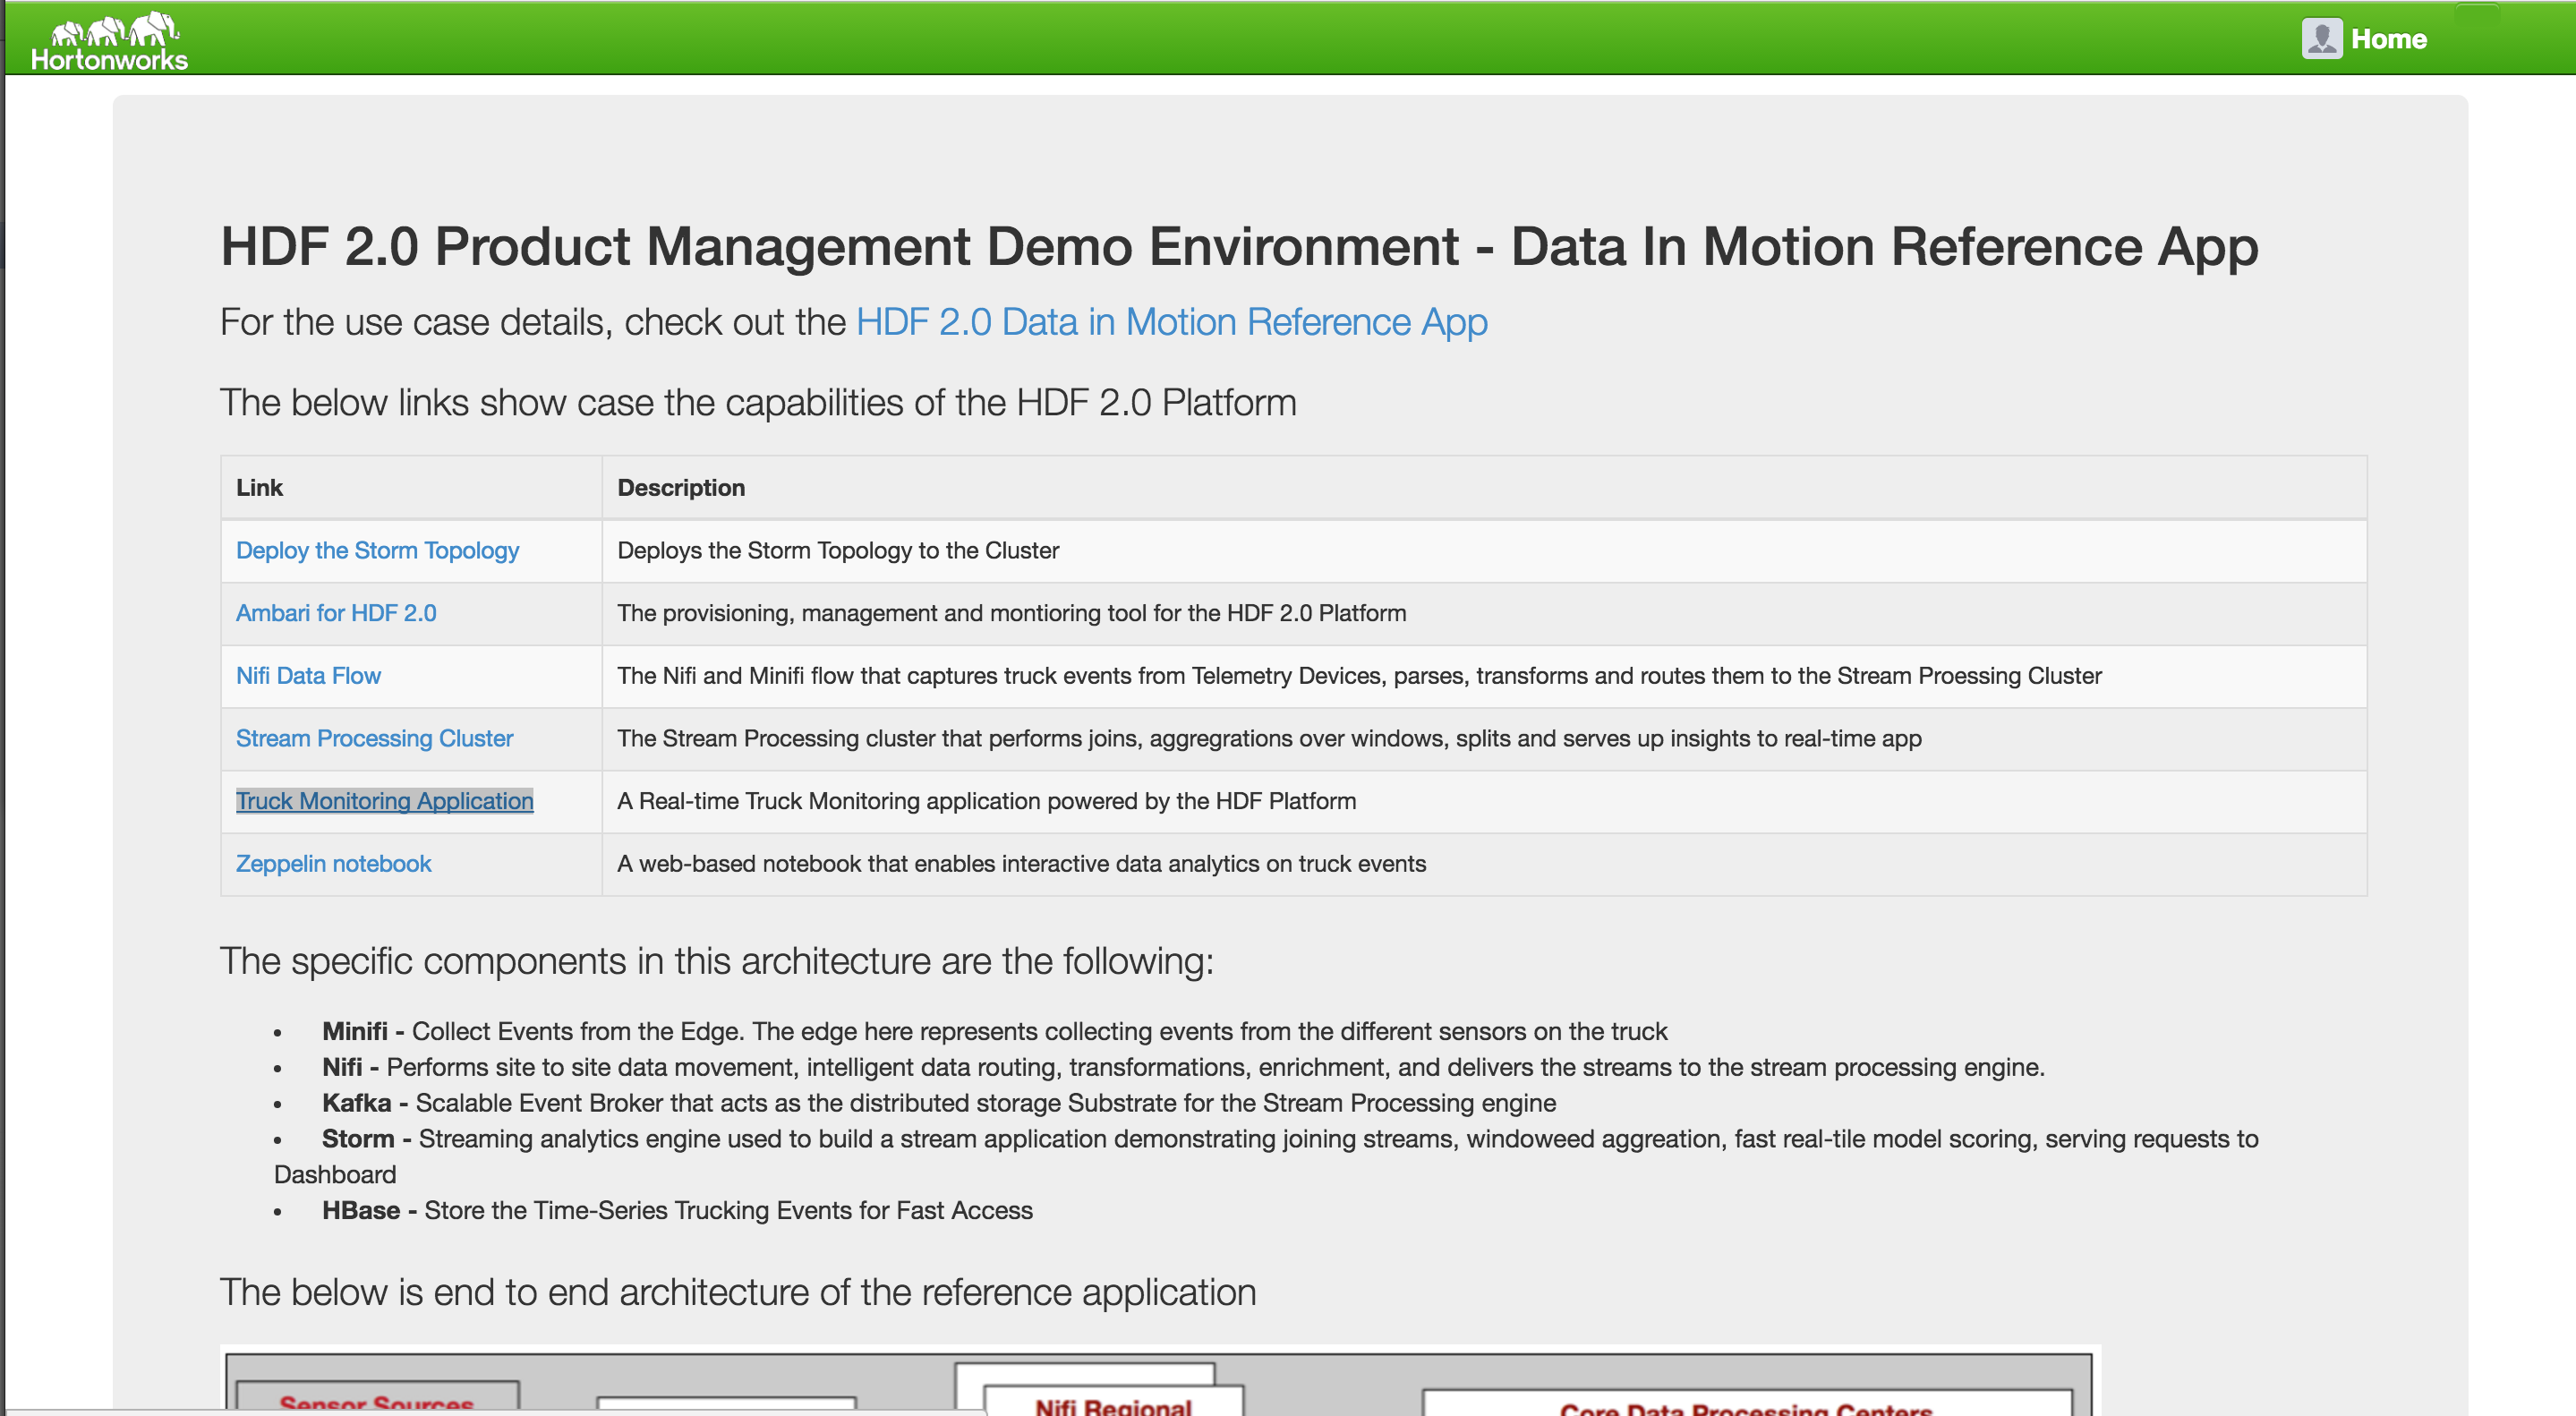 Hortonworks
Home
HDF 2.0 Product Management Demo Environment - Data In Motion Reference App
For the use case details, check out the HDF 2.0 Data in Motion Reference App
The below links show case the capabilities of the HDF 2.0 Platform
Link Description
Deploy the Storm Topology Deploys the Storm Topology to the Cluster
Ambari for HDF 2.0 The provisioning, management and montioring tool for the HDF 2.0 Platform
Nifi Data Flow The Nifi and Minifi flow that captures truck events from Telemetry Devices, parses, transforms and routes them to the Stream Proessing Cluster
Stream Processing Cluster The Stream Processing cluster that performs joins, aggregrations over windows, splits and serves up insights to real-time app
Truck Monitoring Application A Real-time Truck Monitoring application powered by the HDF Platform
Zeppelin notebook A web-based notebook that enables interactive data analytics on truck events
The specific components in this architecture are the following:
• Minifi - Collect Events from the Edge. The edge here represents collecting events from the different sensors on the truck
• Nifi - Performs site to site data movement, intelligent data routing, transformations, enrichment, and delivers the streams to the stream processing engine.
• Kafka - Scalable Event Broker that acts as the distributed storage Substrate for the Stream Processing engine
• Storm - Streaming analytics engine used to build a stream application demonstrating joining streams, windoweed aggreation, fast real-tile model scoring, serving requests to
Dashboard
• HBase - Store the Time-Series Trucking Events for Fast Access
The below is end to end architecture of the reference application
Sensor Sources
Nifi Regional
Core Data Processing Centers